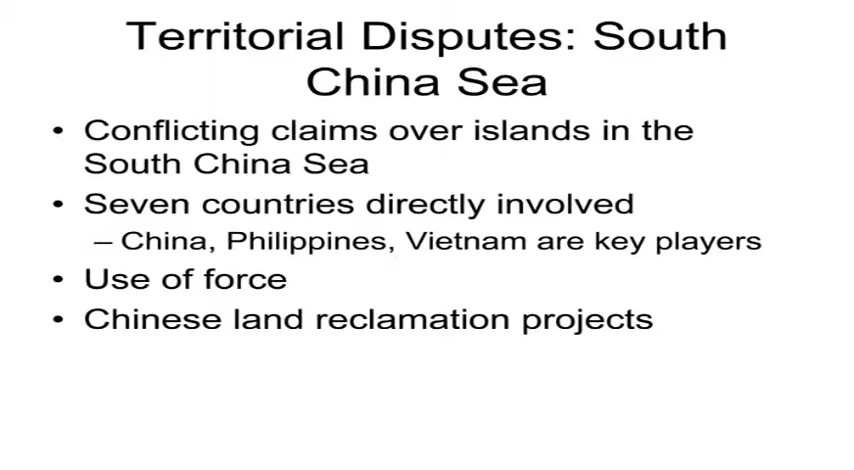 Territorial Disputes: South
China Sea
• Conflicting claims over islands in the
South China Sea
• Seven countries directly involved
– China, Philippines, Vietnam are key players
• Use of force
• Chinese land reclamation projects